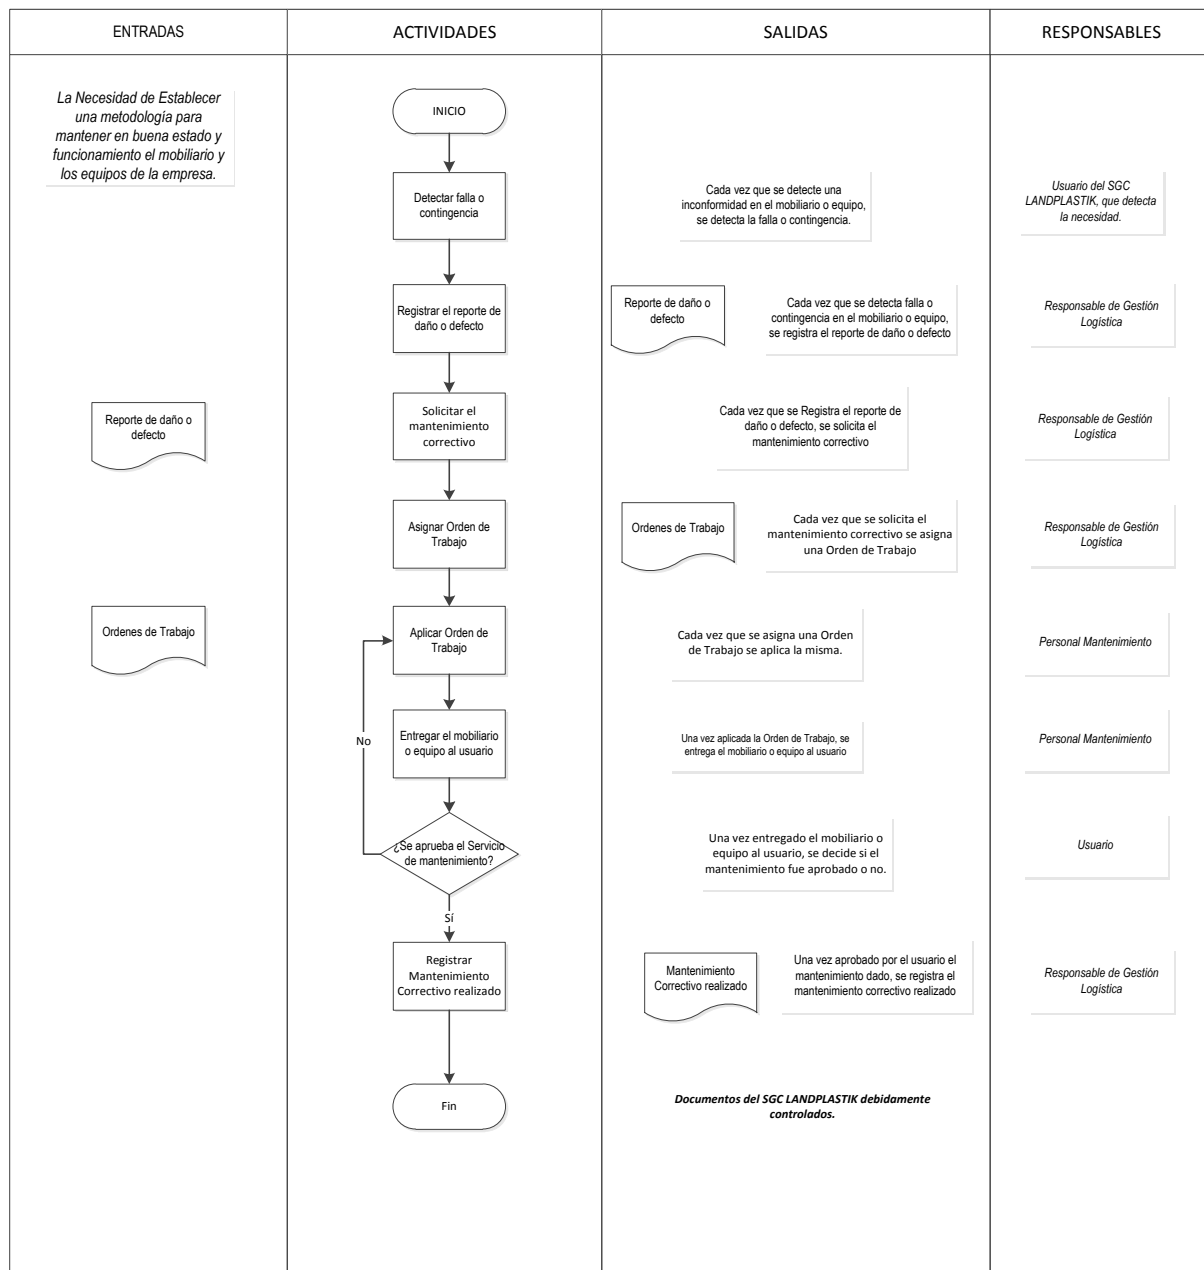 ENTRADAS
ACTIVIDADES
SALIDAS
RESPONSABLES
La Necesidad de Establecer
una metodología para
mantener en buena estado y
funcionamiento el mobiliario y
los equipos de la empresa.
INICIO
Detectar falla o
contingencia
Cada vez que se detecte una
inconformidad en el mobiliario o equipo,
se detecta la falla o contingencia.
Usuario del SGC
LANDPLASTIK, que detecta
la necesidad.
Registrar el reporte de
daño o defecto
Reporte de daño o
defecto
Cada vez que se detecta falla o
contingencia en el mobiliario o equipo,
se registra el reporte de daño o defecto
Responsable de Gestión
Logística
Reporte de daño o
defecto
Solicitar el
mantenimiento
correctivo
Cada vez que se Registra el reporte de
daño o defecto, se solicita el
mantenimiento correctivo
Responsable de Gestión
Logística
Asignar Orden de
Trabajo
Ordenes de Trabajo
Cada vez que se solicita el
mantenimiento correctivo se asigna
una Orden de Trabajo
Responsable de Gestión
Logística
Ordenes de Trabajo
Aplicar Orden de
Trabajo
Cada vez que se asigna una Orden
de Trabajo se aplica la misma.
Personal Mantenimiento
No
Entregar el mobiliario
o equipo al usuario
Una vez aplicada la Orden de Trabajo, se
entrega el mobiliario o equipo al usuario
Personal Mantenimiento
¿Se aprueba el Servicio
de mantenimiento?
Una vez entregado el mobiliario o
equipo al usuario, se decide si el
mantenimiento fue aprobado o no.
Usuario
Sí
Registrar
Mantenimiento
Correctivo realizado
Mantenimiento
Correctivo realizado
Una vez aprobado por el usuario el
mantenimiento dado, se registra el
mantenimiento correctivo realizado
Responsable de Gestión
Logística
Fin
Documentos del SGC LANDPLASTIK debidamente
controlados.